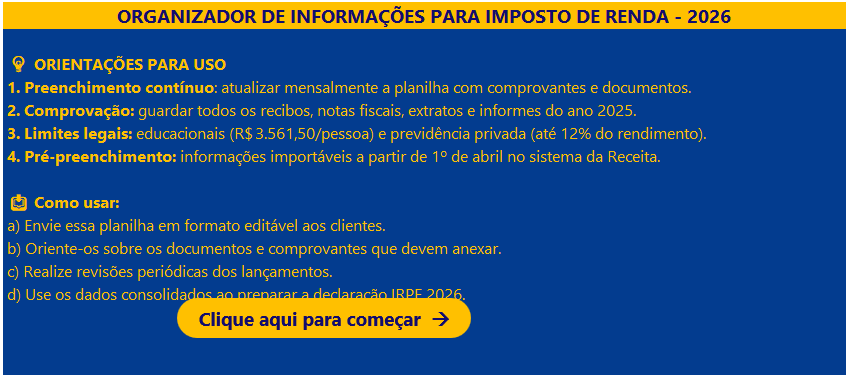 ORGANIZADOR DE INFORMAÇÕES PARA IMPOSTO DE RENDA - 2026
ORIENTAÇÕES PARA USO
1. Preenchimento contínuo: atualizar mensalmente a planilha com comprovantes e documentos.
2. Comprovação: guardar todos os recibos, notas fiscais, extratos e informes do ano 2025.
3. Limites legais: educacionais (R$ 3.561,50/pessoa) e previdência privada (até 12% do rendimento).
4. Pré-preenchimento: informações importáveis a partir de 1º de abril no sistema da Receita.
Como usar:
a) Envie essa planilha em formato editável aos clientes.
b) Oriente-os sobre os documentos e comprovantes que devem anexar.
c) Realize revisões periódicas dos lançamentos.
d) Use os dados consolidados ao preparar a declaração IRPF 2026.
Clique aqui para começar →